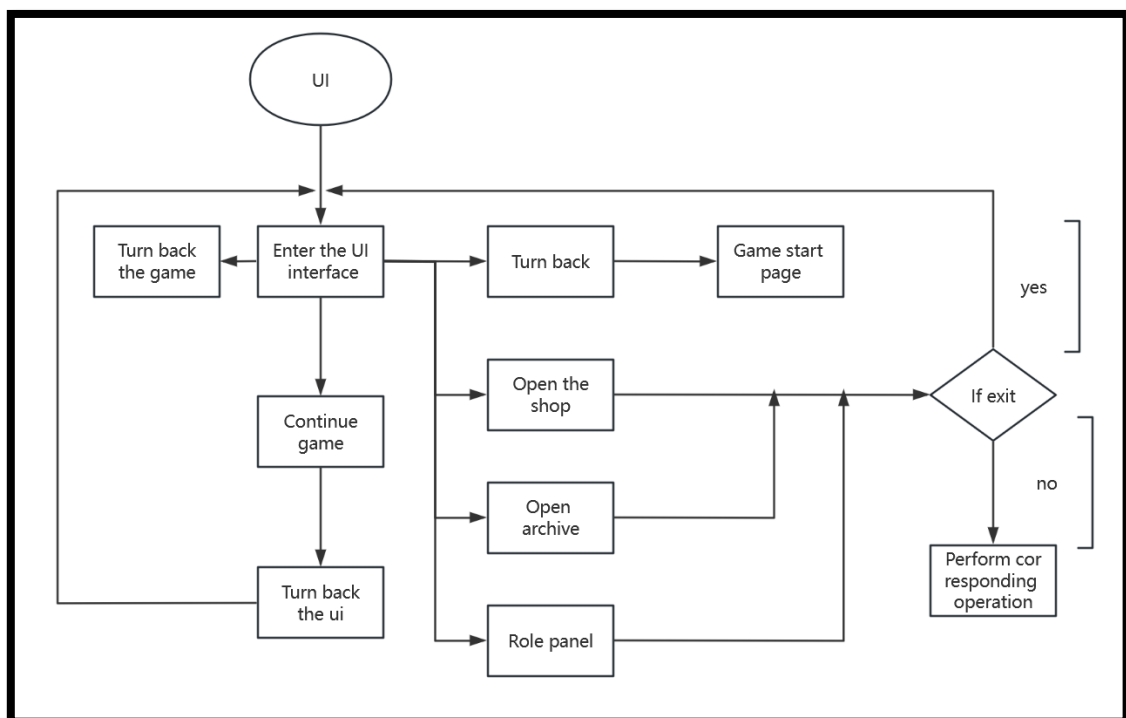 UI
Turn back
the game
Enter the UI
interface
Turn back
Game start
page
yes
Open the
shop
If exit
Continue
game
no
Open
archive
Perform cor
responding
operation
Turn back
the ui
Role panel